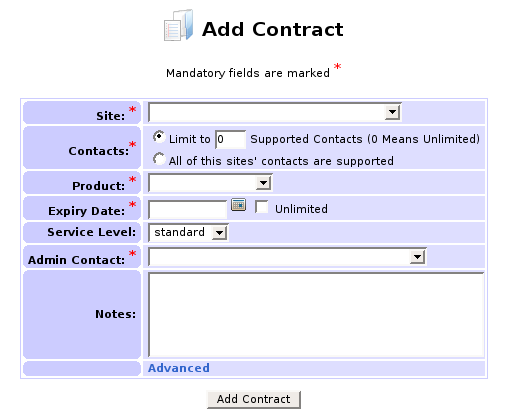 Add Contract
Mandatory fields are marked *
Site:*
Contacts:* Limit to 0 Supported Contacts (0 Means Unlimited)
All of this sites' contacts are supported
Product:*
Expiry Date:* Unlimited
Service Level: standard
Admin Contact:*
Notes:
Advanced
Add Contract